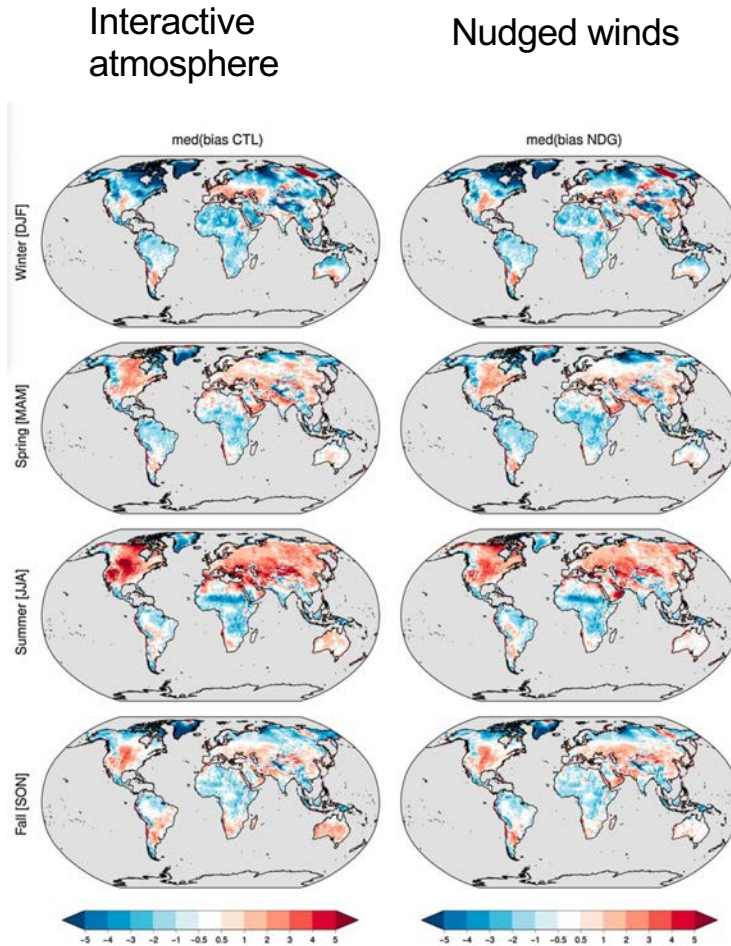 Interactive
atmosphere
Nudged winds
med(bias CTL)
med(bias NDG)
Winter [DJF]
Spring [MAM]
Summer [JJA]
Fall [SON]
-5 -4 -3 -2 -1 -0.5 0.5 1 2 3 4 5
-5 -4 -3 -2 -1 -0.5 0.5 1 2 3 4 5